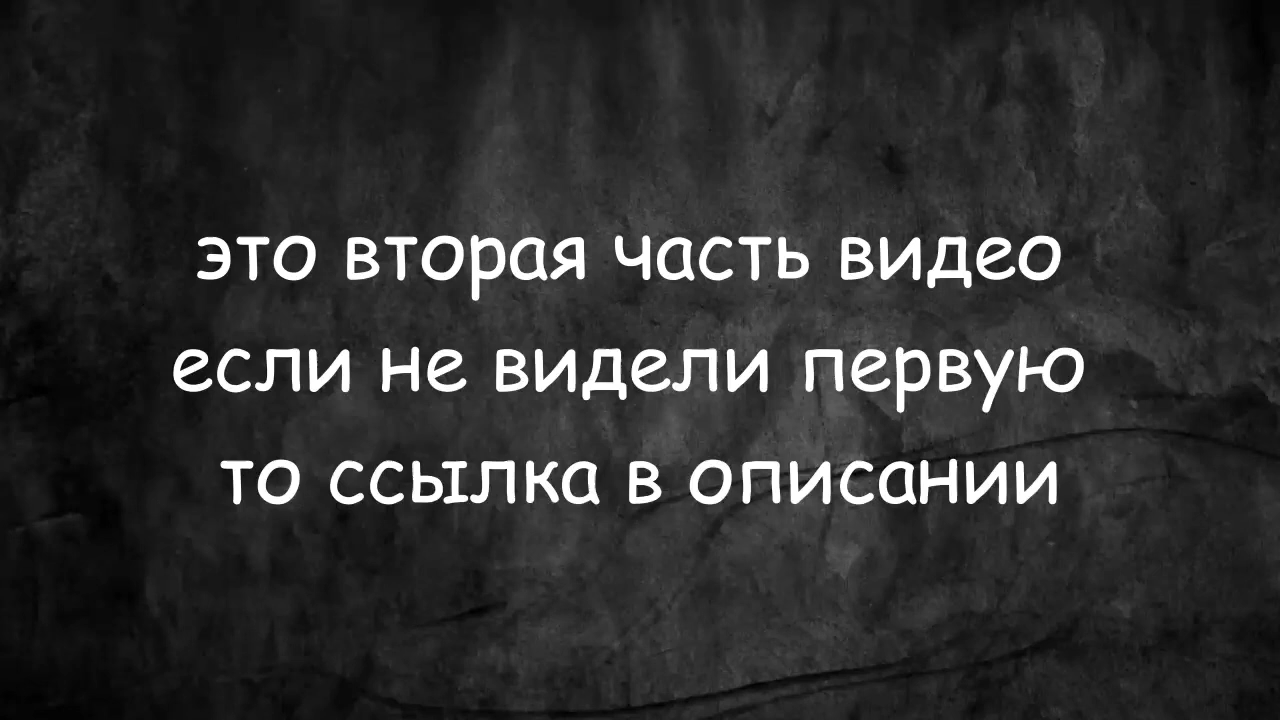 это вторая часть видео
если не видели первую
то ссылка в описании